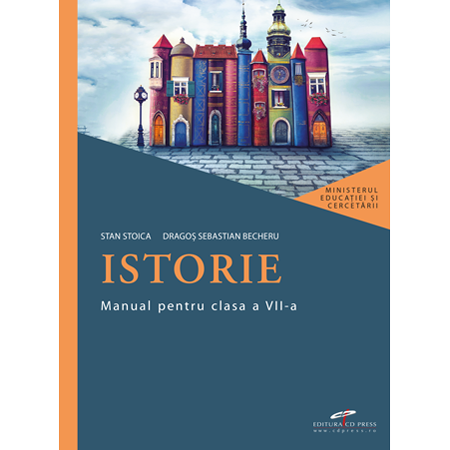 MINISTERUL
EDUCAȚIEI ȘI
CERCETĂRII
STAN STOICA DRAGOȘ SEBASTIAN BECHERU
ISTORIE
Manual pentru clasa a VII-a
EDITURA CD PRESS
www.cdpress.ro